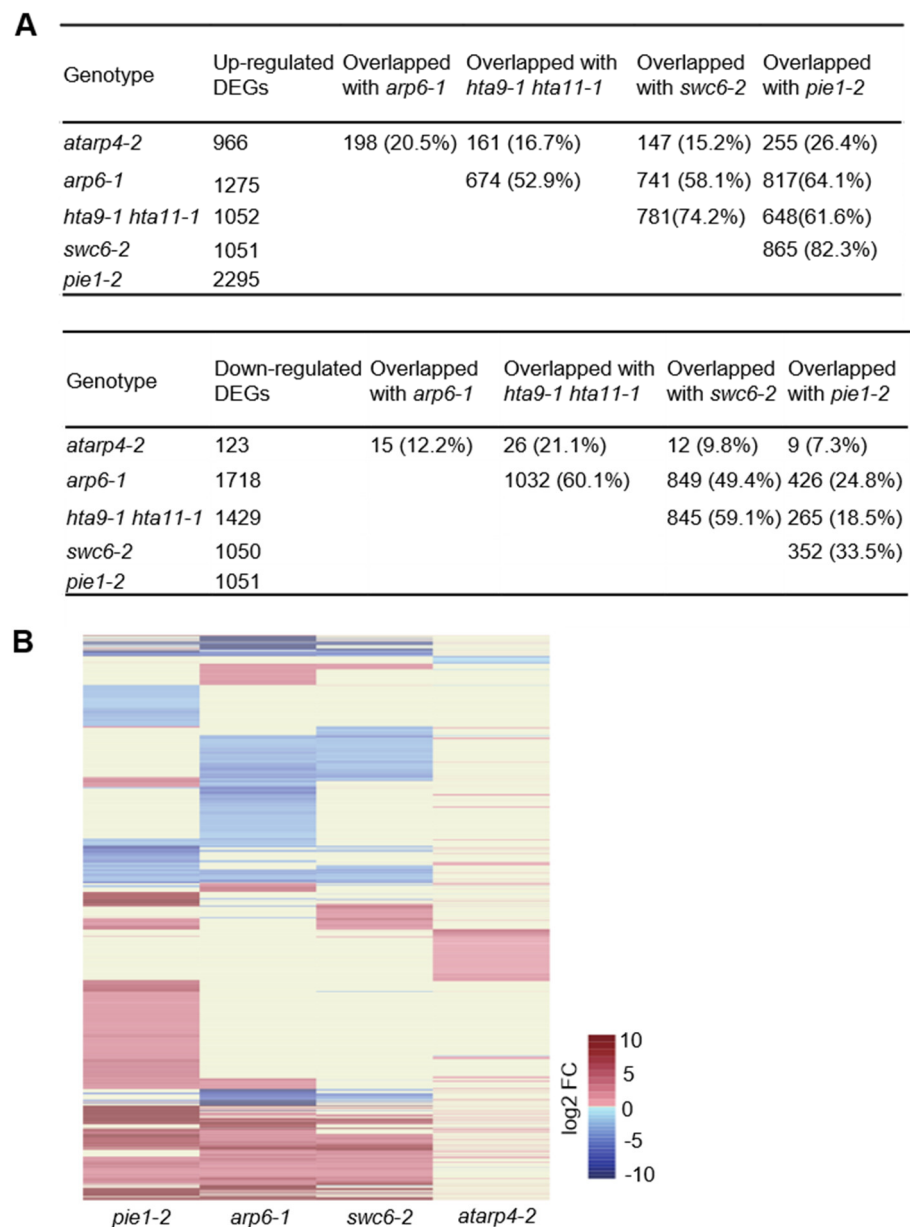 A
Genotype Up-regulated DEGs Overlapped with arp6-1 Overlapped with hta9-1 hta11-1 Overlapped with swc6-2 Overlapped with pie1-2
atarp4-2 966 198 (20.5%) 161 (16.7%) 147 (15.2%) 255 (26.4%)
arp6-1 1275 674 (52.9%) 741 (58.1%) 817(64.1%)
hta9-1 hta11-1 1052 781(74.2%) 648(61.6%)
swc6-2 1051 865 (82.3%)
pie1-2 2295
Genotype Down-regulated DEGs Overlapped with arp6-1 Overlapped with hta9-1 hta11-1 Overlapped with swc6-2 Overlapped with pie1-2
atarp4-2 123 15 (12.2%) 26 (21.1%) 12 (9.8%) 9 (7.3%)
arp6-1 1718 1032 (60.1%) 849 (49.4%) 426 (24.8%)
hta9-1 hta11-1 1429 845 (59.1%) 265 (18.5%)
swc6-2 1050 352 (33.5%)
pie1-2 1051
B
log2 FC
10
5
0
-5
-10
pie1-2 arp6-1 swc6-2 atarp4-2